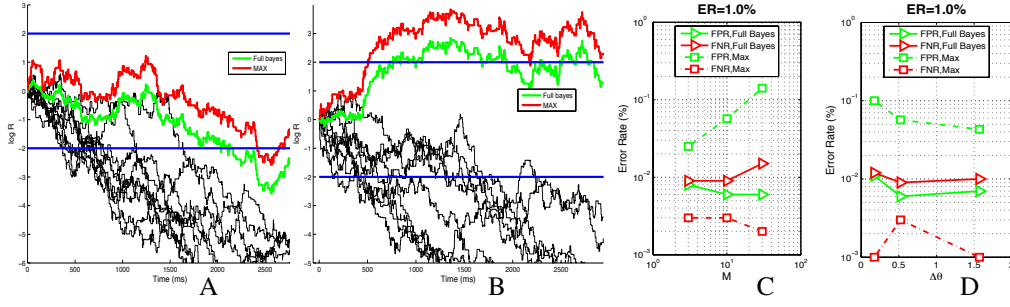 3
2
1
0
-1
-2
-3
-4
-5
-6
log R
Full bayes
MAX
0
500
1000
1500
2000
2500
Time (ms)
A
3
2
1
0
-1
-2
-3
-4
-5
-6
log R
Full bayes
MAX
0
500
1000
1500
2000
2500
Time (ms)
B
ER=1.0%
10^0
10^-1
10^-2
10^-3
Error Rate (%)
FPR,Full Bayes
FNR,Full Bayes
FPR,Max
FNR,Max
10^0
10^1
10^2
M
C
ER=1.0%
10^0
10^-1
10^-2
10^-3
Error Rate (%)
FPR,Full Bayes
FNR,Full Bayes
FPR,Max
FNR,Max
0.5
1
1.5
Δθ
D